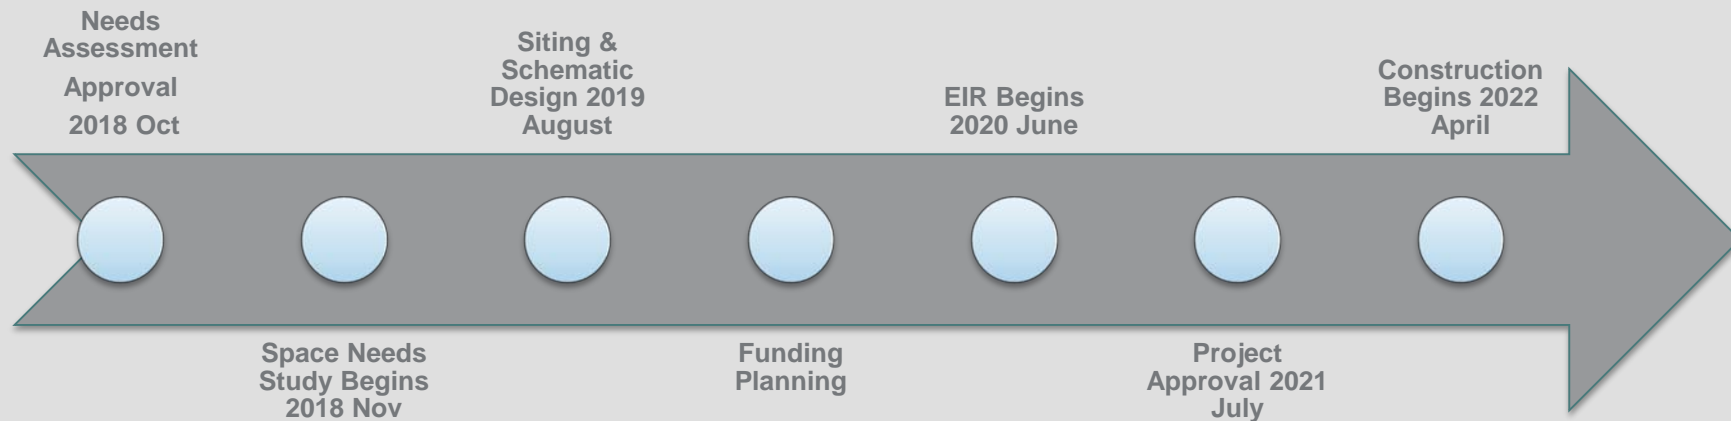 Needs
Assessment
Approval
2018 Oct
Space Needs
Study Begins
2018 Nov
Siting &
Schematic
Design 2019
August
Funding
Planning
EIR Begins
2020 June
Project
Approval 2021
July
Construction
Begins 2022
April